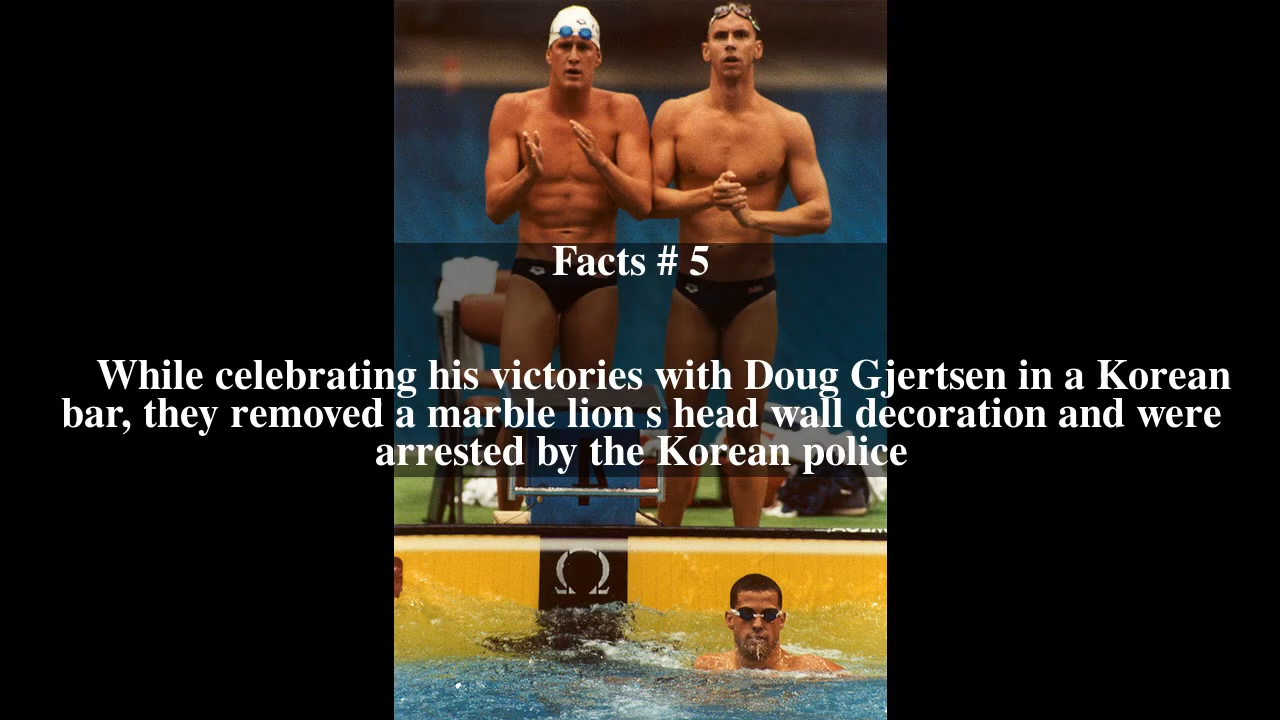 Facts # 5
While celebrating his victories with Doug Gjertsen in a Korean
bar, they removed a marble lion s head wall decoration and were
arrested by the Korean police